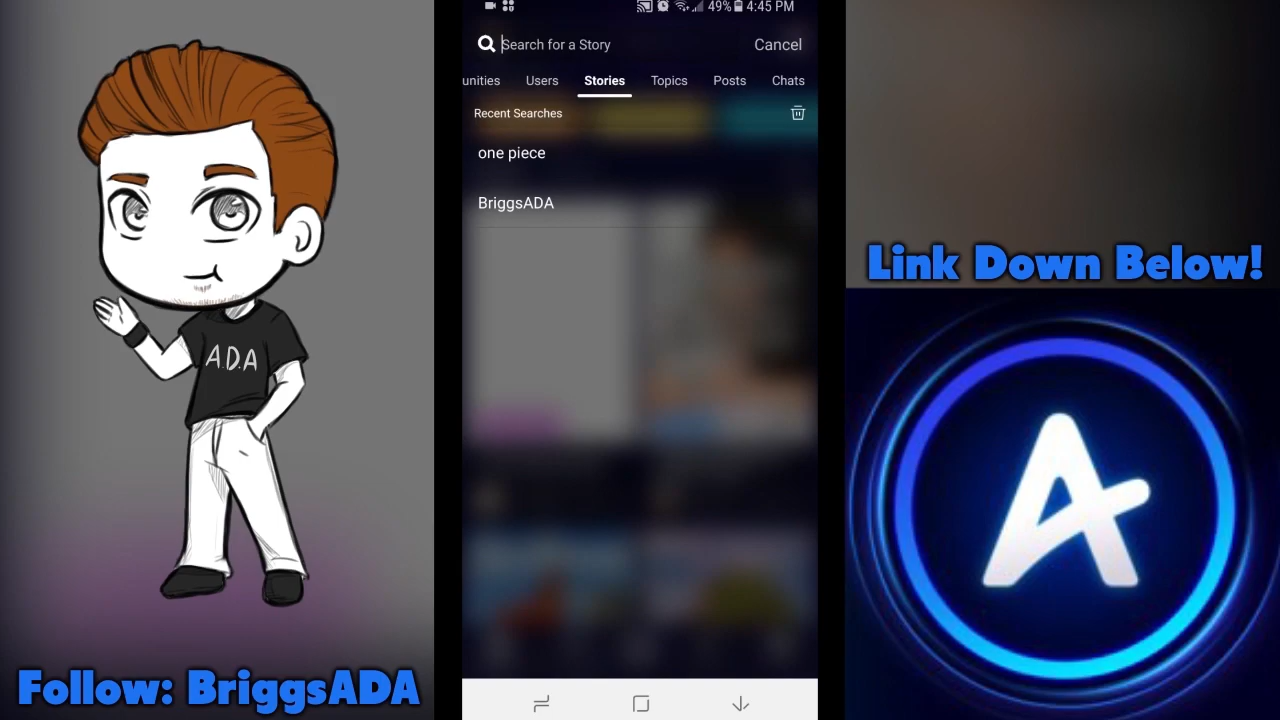 49% 4:45 PM
Search for a Story
Cancel
unities Users Stories Topics Posts Chats
Recent Searches
one piece
BriggsADA
A.D.A
Link Down Below!
Follow: BriggsADA